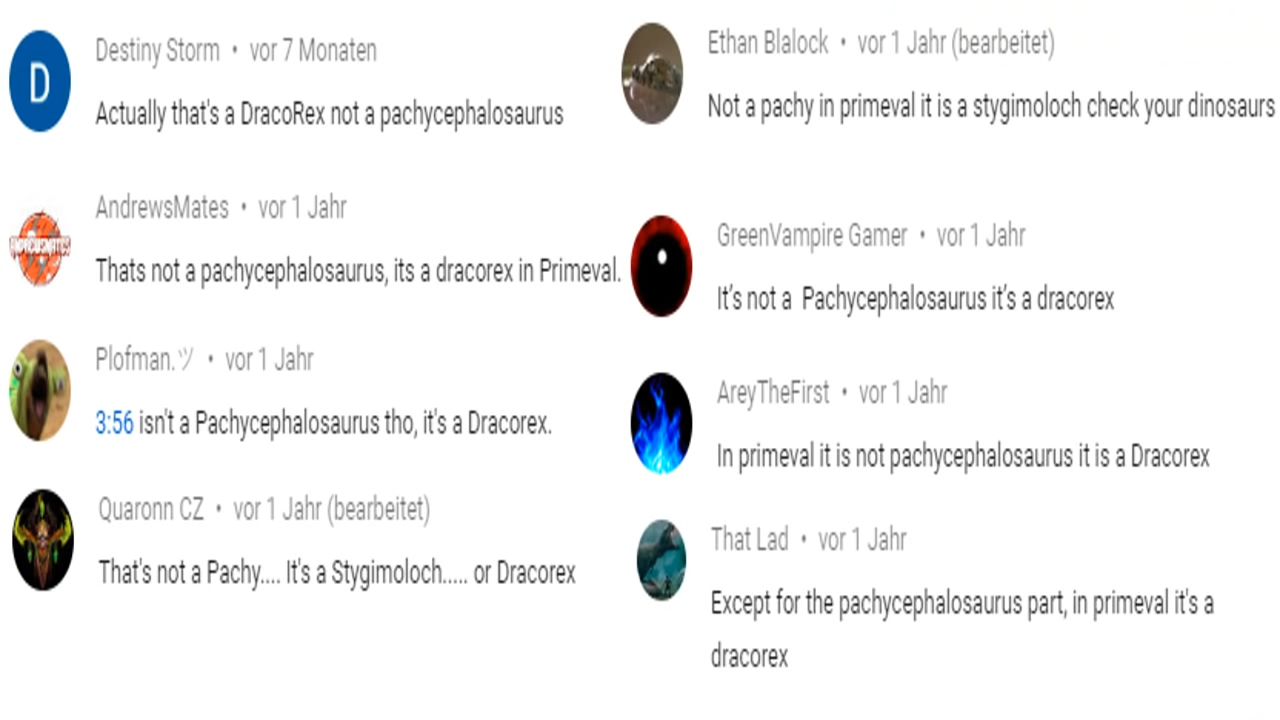 Destiny Storm • vor 7 Monaten
Actually that's a DracoRex not a pachycephalosaurus
AndrewsMates • vor 1 Jahr
Thats not a pachycephalosaurus, its a dracorex in Primeval.
Plofman.ツ • vor 1 Jahr
3:56 isn't a Pachycephalosaurus tho, it's a Dracorex.
Quaronn CZ • vor 1 Jahr (bearbeitet)
That's not a Pachy.... It's a Stygimoloch..... or Dracorex
Ethan Blalock • vor 1 Jahr (bearbeitet)
Not a pachy in primeval it is a stygimoloch check your dinosaurs
GreenVampire Gamer • vor 1 Jahr
It’s not a  Pachycephalosaurus it’s a dracorex
AreyTheFirst • vor 1 Jahr
In primeval it is not pachycephalosaurus it is a Dracorex
That Lad • vor 1 Jahr
Except for the pachycephalosaurus part, in primeval it's a
dracorex
D